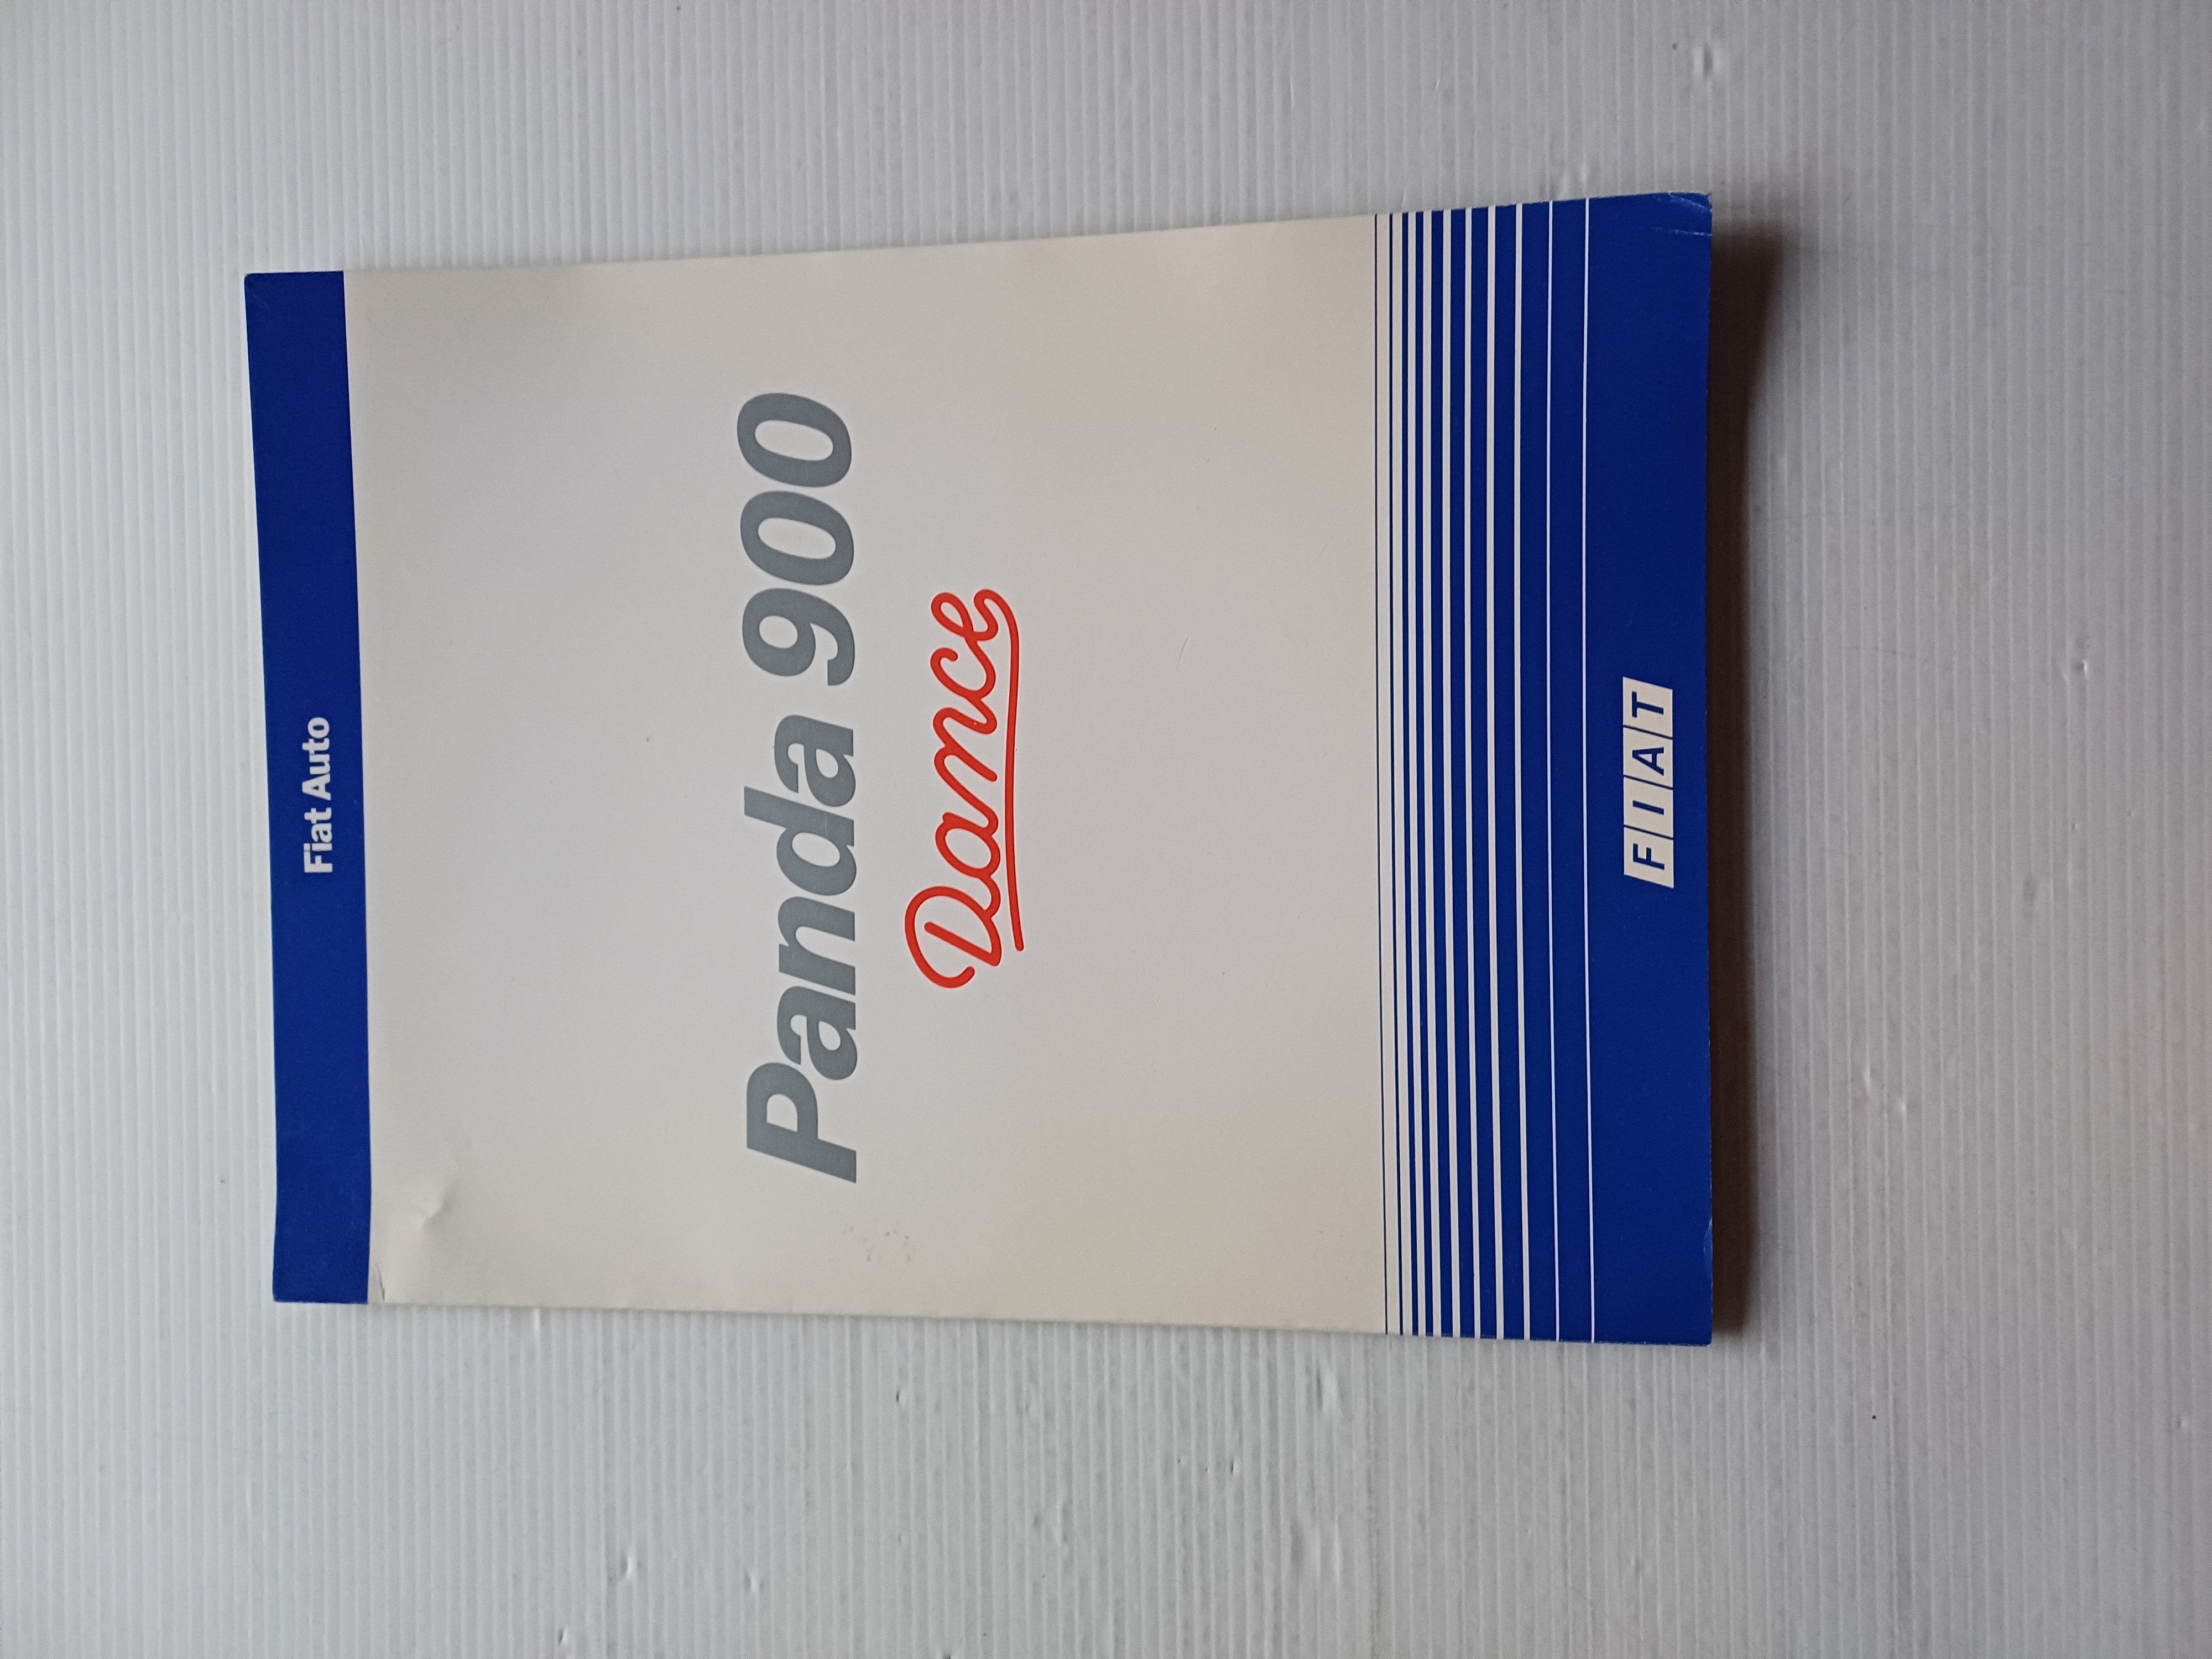 Fiat Auto
Panda 900
Dance
FIAT